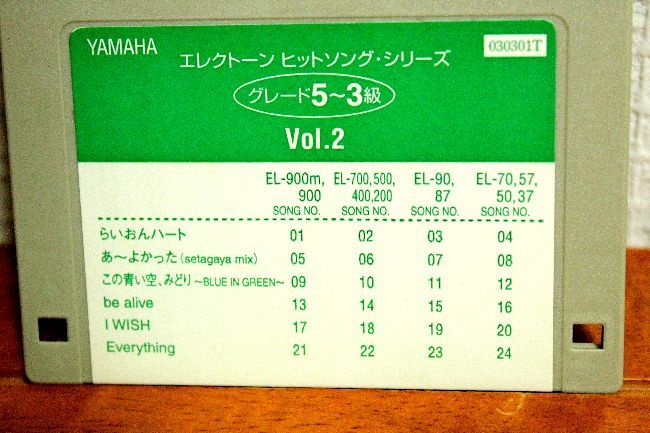 YAMAHA
030301T
エレクトーン ヒットソング・シリーズ
グレード5～3級
Vol.2
EL-900m, EL-700,500, EL-90, EL-70,57,
900 400,200 87 50,37
SONG NO. SONG NO. SONG NO. SONG NO.
らいおんハート 01 02 03 04
あ～よかった(setagaya mix) 05 06 07 08
この青い空、みどり ～BLUE IN GREEN～ 09 10 11 12
be alive 13 14 15 16
I WISH 17 18 19 20
Everything 21 22 23 24